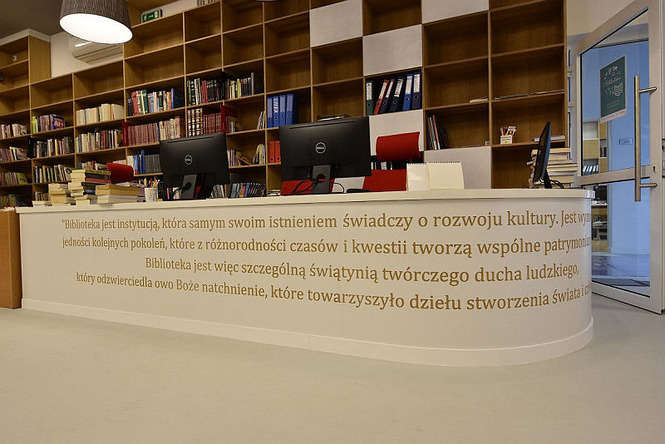 "Biblioteka jest instytucją, która samym swoim istnieniem świadczy o rozwoju kultury. Jest
jedności kolejnych pokoleń, które z różnorodności czasów i kwestii tworzą wspólne
Biblioteka jest więc szczególną świątynią twórczego ducha ludzkiego,
który odzwierciedla owo Boże natchnienie, które towarzyszyło dziełu stworzenia świata i
DELL
DELL